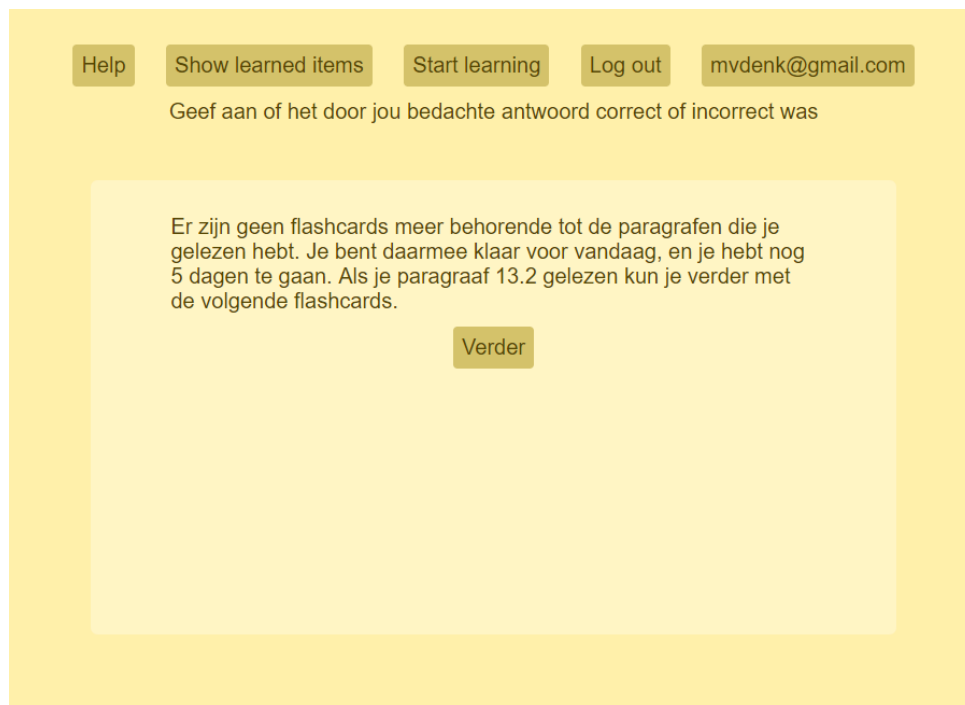 Help Show learned items Start learning Log out mvdenk@gmail.com
Geef aan of het door jou bedachte antwoord correct of incorrect was
Er zijn geen flashcards meer behorende tot de paragrafen die je
gelezen hebt. Je bent daarmee klaar voor vandaag, en je hebt nog
5 dagen te gaan. Als je paragraaf 13.2 gelezen kun je verder met
de volgende flashcards.
Verder